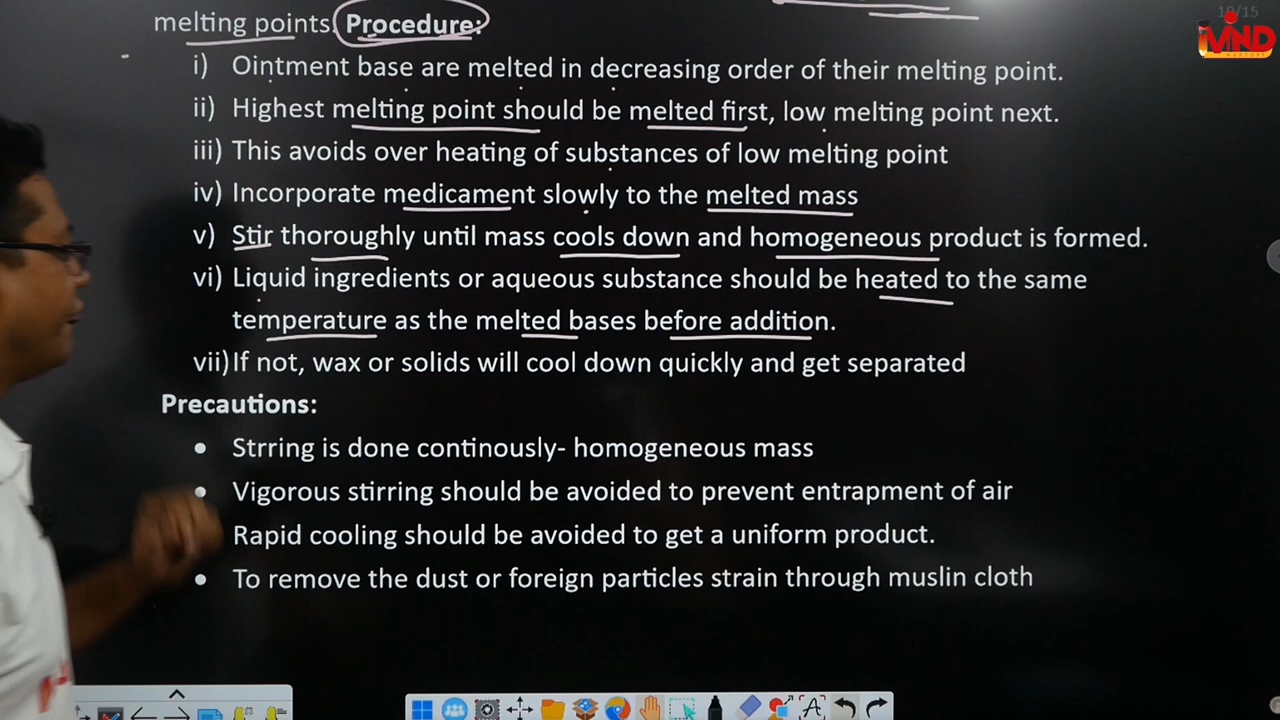 10/15
melting points. Procedure:
i) Ointment base are melted in decreasing order of their melting point.
ii) Highest melting point should be melted first, low melting point next.
iii) This avoids over heating of substances of low melting point
iv) Incorporate medicament slowly to the melted mass
v) Stir thoroughly until mass cools down and homogeneous product is formed.
vi) Liquid ingredients or aqueous substance should be heated to the same
temperature as the melted bases before addition.
vii) If not, wax or solids will cool down quickly and get separated
Precautions:
• Strring is done continously- homogeneous mass
• Vigorous stirring should be avoided to prevent entrapment of air
Rapid cooling should be avoided to get a uniform product.
• To remove the dust or foreign particles strain through muslin cloth